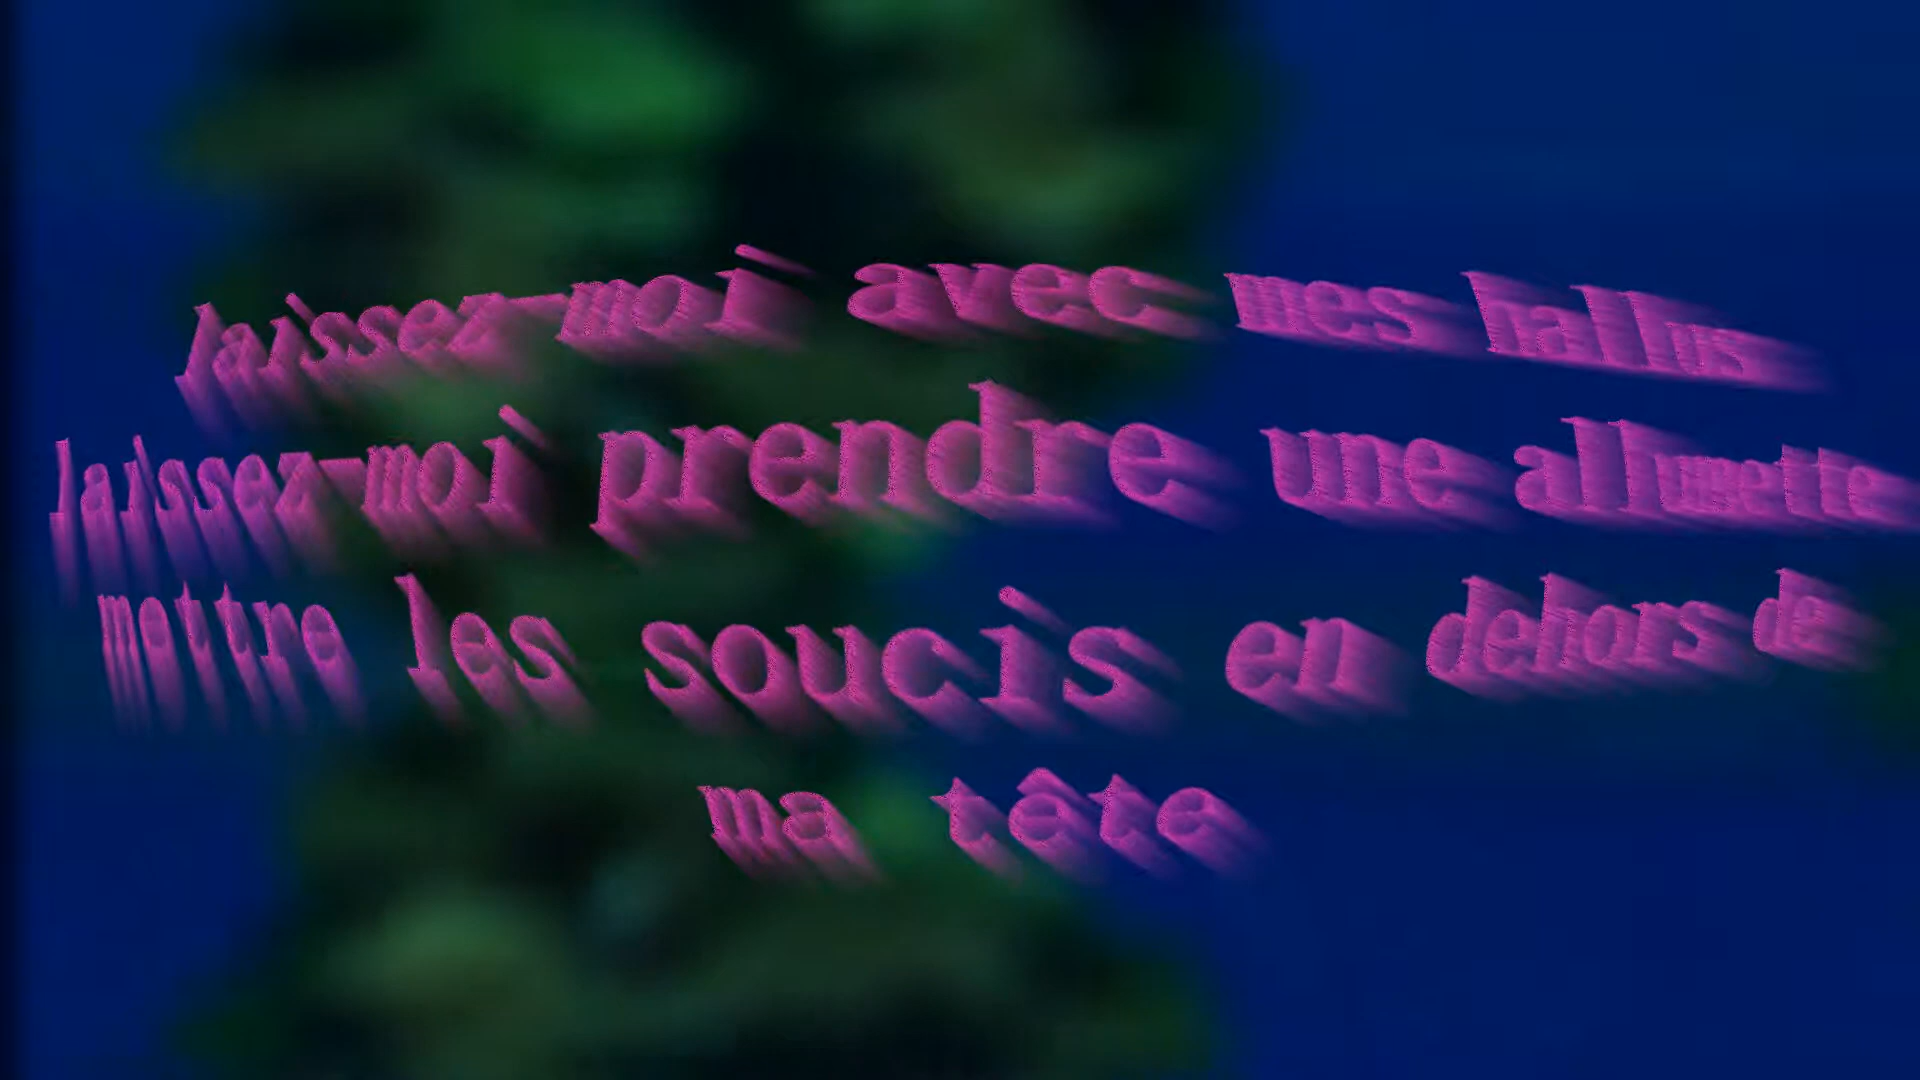 laissez-moi avec mes hallus
laissez-moi prendre une allumette
mettre les soucis en dehors de
ma tête